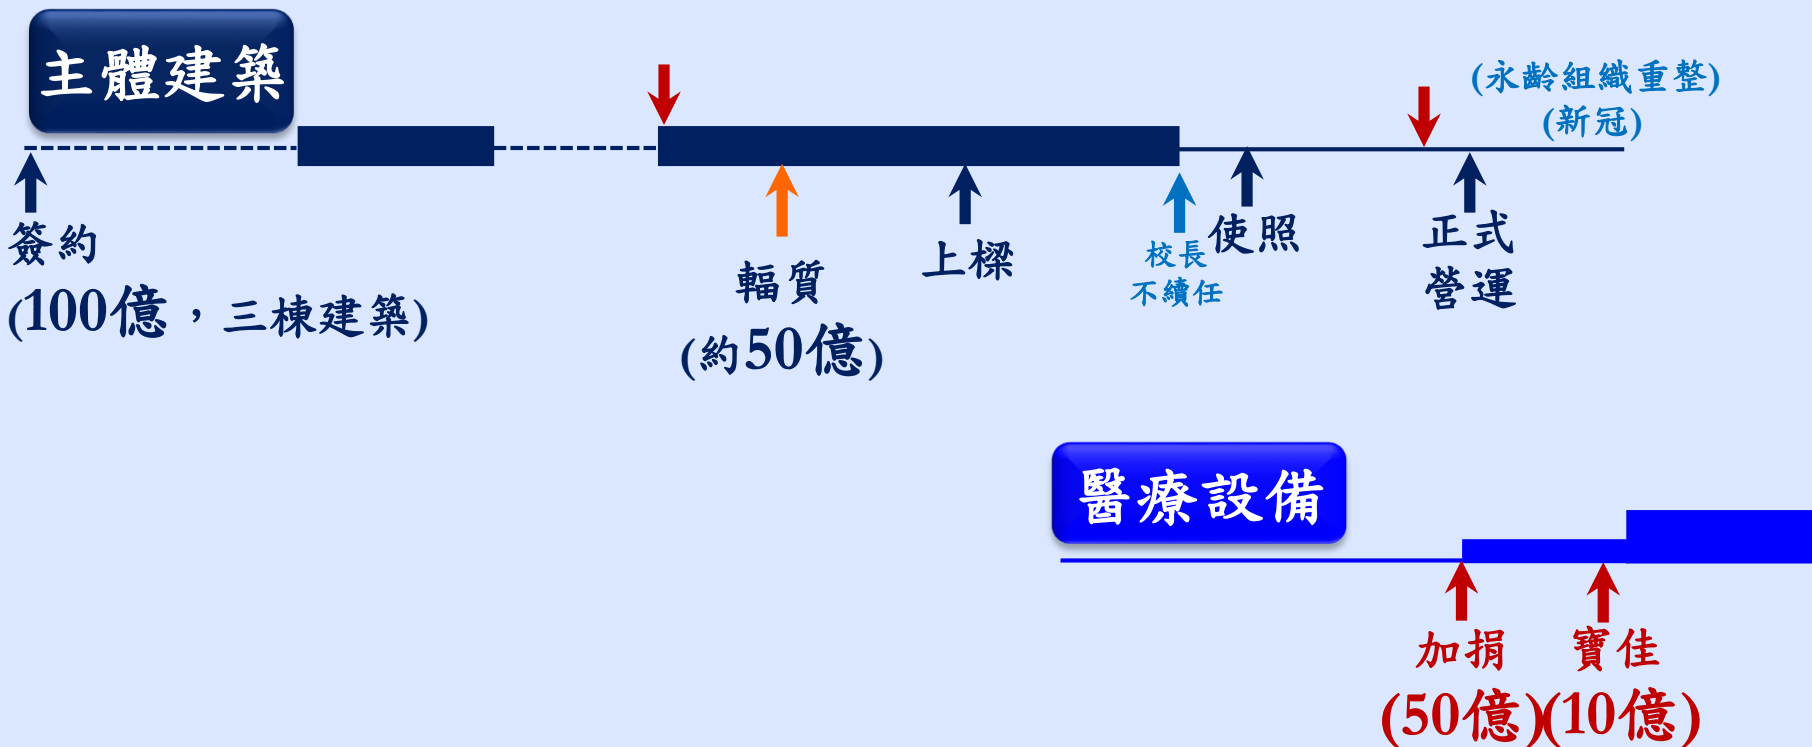 主體建築
(永齡組織重整)
(新冠)
簽約
(100億，三棟建築)
輻質
(約50億)
上樑
校長
不續任
使照
正式
營運
醫療設備
加捐
(50億)
寶佳
(10億)